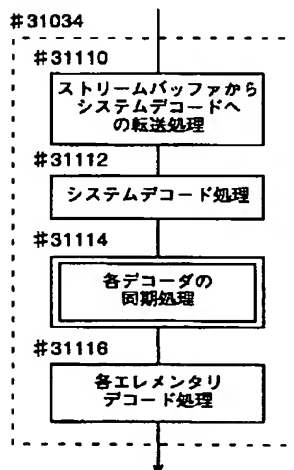 #31034
#31110
ストリームバッファから
システムデコードへ
の転送処理
#31112
システムデコード処理
#31114
各デコーダの
同期処理
#31116
各エレメンタリ
デコード処理